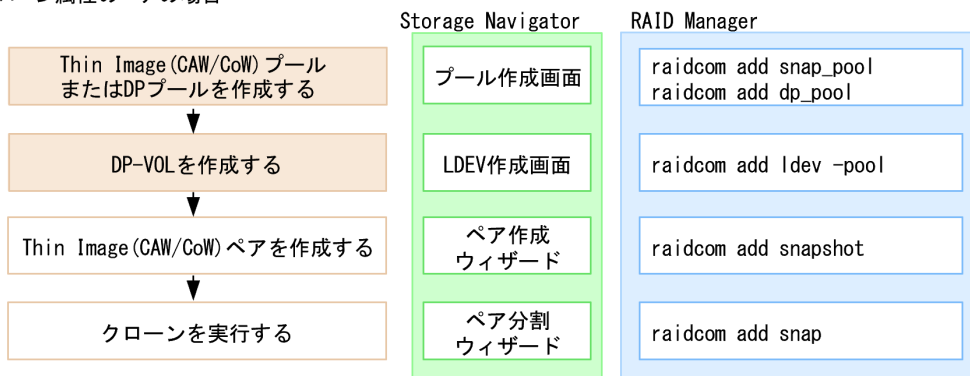 属性のペアの場合
Storage Navigator
RAID Manager
Thin Image(CAW/CoW)プール
またはDPプールを作成する
プール作成画面
raidcom add snap_pool
raidcom add dp_pool
DP-VOLを作成する
LDEV作成画面
raidcom add ldev -pool
Thin Image(CAW/CoW)ペアを作成する
ペア作成
ウィザード
raidcom add snapshot
クローンを実行する
ペア分割
ウィザード
raidcom add snap